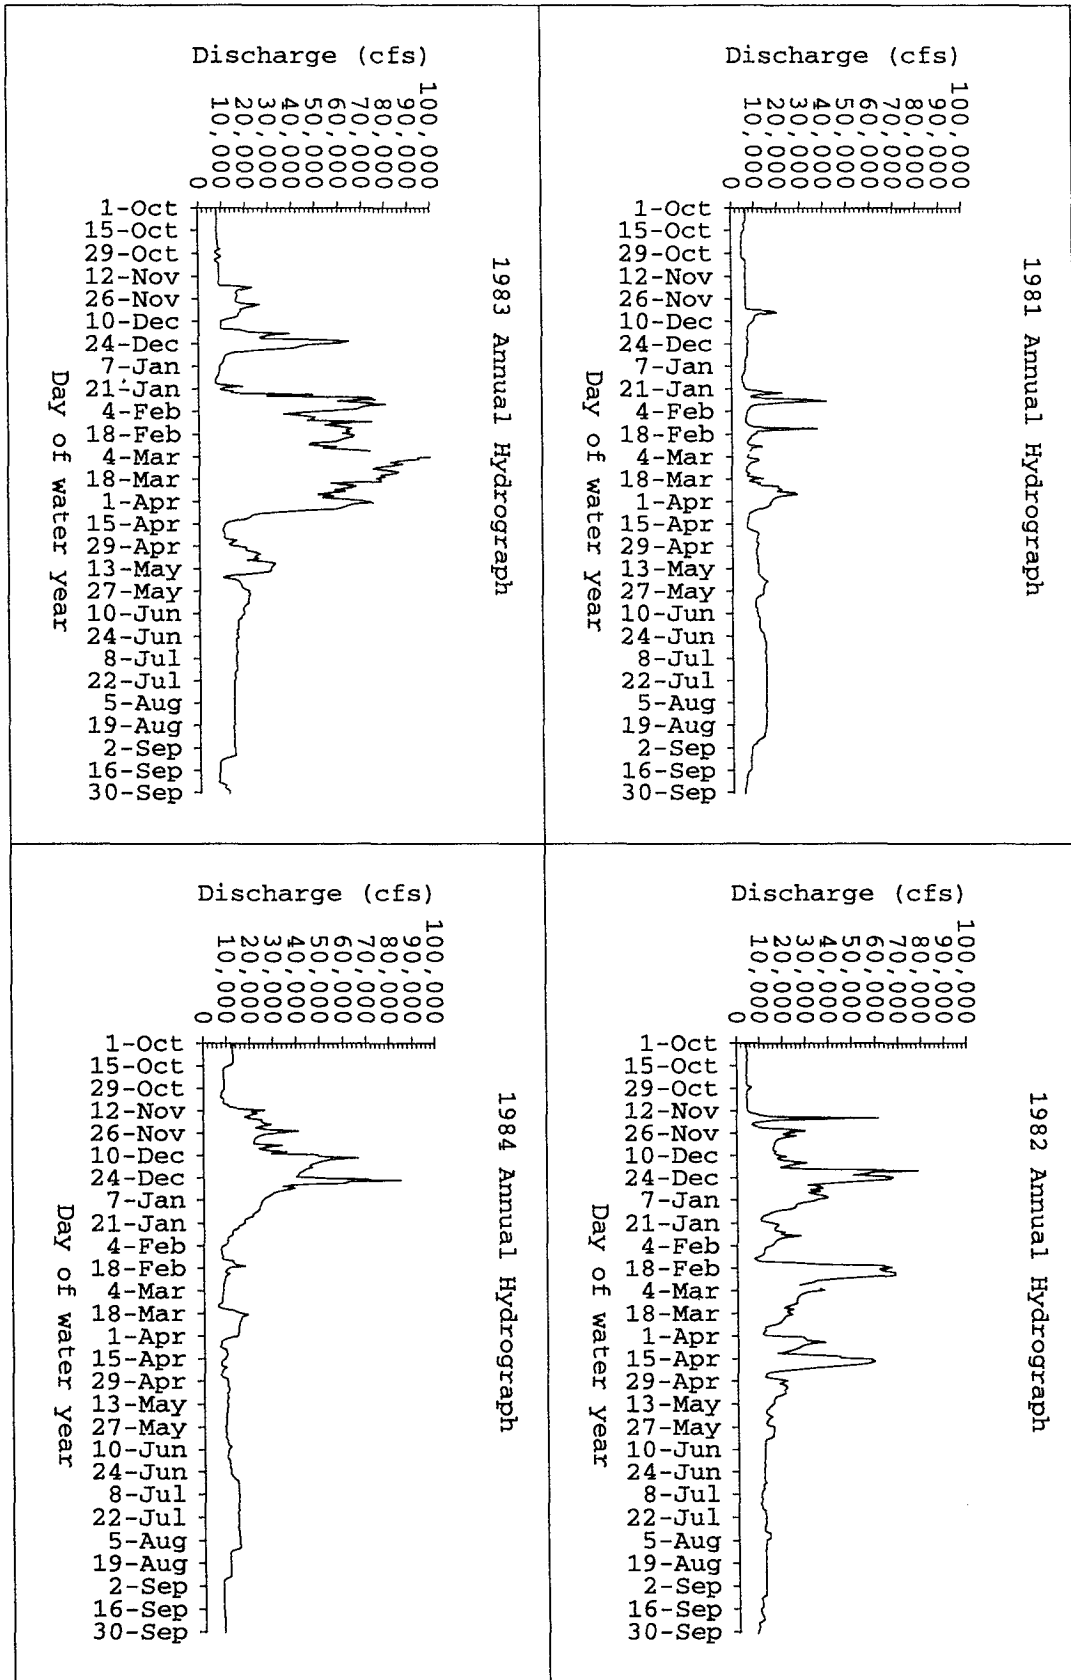 1981 Annual Hydrograph
Discharge (cfs)
100,000
90,000
80,000
70,000
60,000
50,000
40,000
30,000
20,000
10,000
0
1-Oct
15-Oct
29-Oct
12-Nov
26-Nov
10-Dec
24-Dec
7-Jan
21-Jan
4-Feb
18-Feb
4-Mar
18-Mar
1-Apr
15-Apr
29-Apr
13-May
27-May
10-Jun
24-Jun
8-Jul
22-Jul
5-Aug
19-Aug
2-Sep
16-Sep
30-Sep
Day of water year
1982 Annual Hydrograph
Discharge (cfs)
100,000
90,000
80,000
70,000
60,000
50,000
40,000
30,000
20,000
10,000
0
1-Oct
15-Oct
29-Oct
12-Nov
26-Nov
10-Dec
24-Dec
7-Jan
21-Jan
4-Feb
18-Feb
4-Mar
18-Mar
1-Apr
15-Apr
29-Apr
13-May
27-May
10-Jun
24-Jun
8-Jul
22-Jul
5-Aug
19-Aug
2-Sep
16-Sep
30-Sep
Day of water year
1983 Annual Hydrograph
Discharge (cfs)
100,000
90,000
80,000
70,000
60,000
50,000
40,000
30,000
20,000
10,000
0
1-Oct
15-Oct
29-Oct
12-Nov
26-Nov
10-Dec
24-Dec
7-Jan
21-Jan
4-Feb
18-Feb
4-Mar
18-Mar
1-Apr
15-Apr
29-Apr
13-May
27-May
10-Jun
24-Jun
8-Jul
22-Jul
5-Aug
19-Aug
2-Sep
16-Sep
30-Sep
Day of water year
1984 Annual Hydrograph
Discharge (cfs)
100,000
90,000
80,000
70,000
60,000
50,000
40,000
30,000
20,000
10,000
0
1-Oct
15-Oct
29-Oct
12-Nov
26-Nov
10-Dec
24-Dec
7-Jan
21-Jan
4-Feb
18-Feb
4-Mar
18-Mar
1-Apr
15-Apr
29-Apr
13-May
27-May
10-Jun
24-Jun
8-Jul
22-Jul
5-Aug
19-Aug
2-Sep
16-Sep
30-Sep
Day of water year